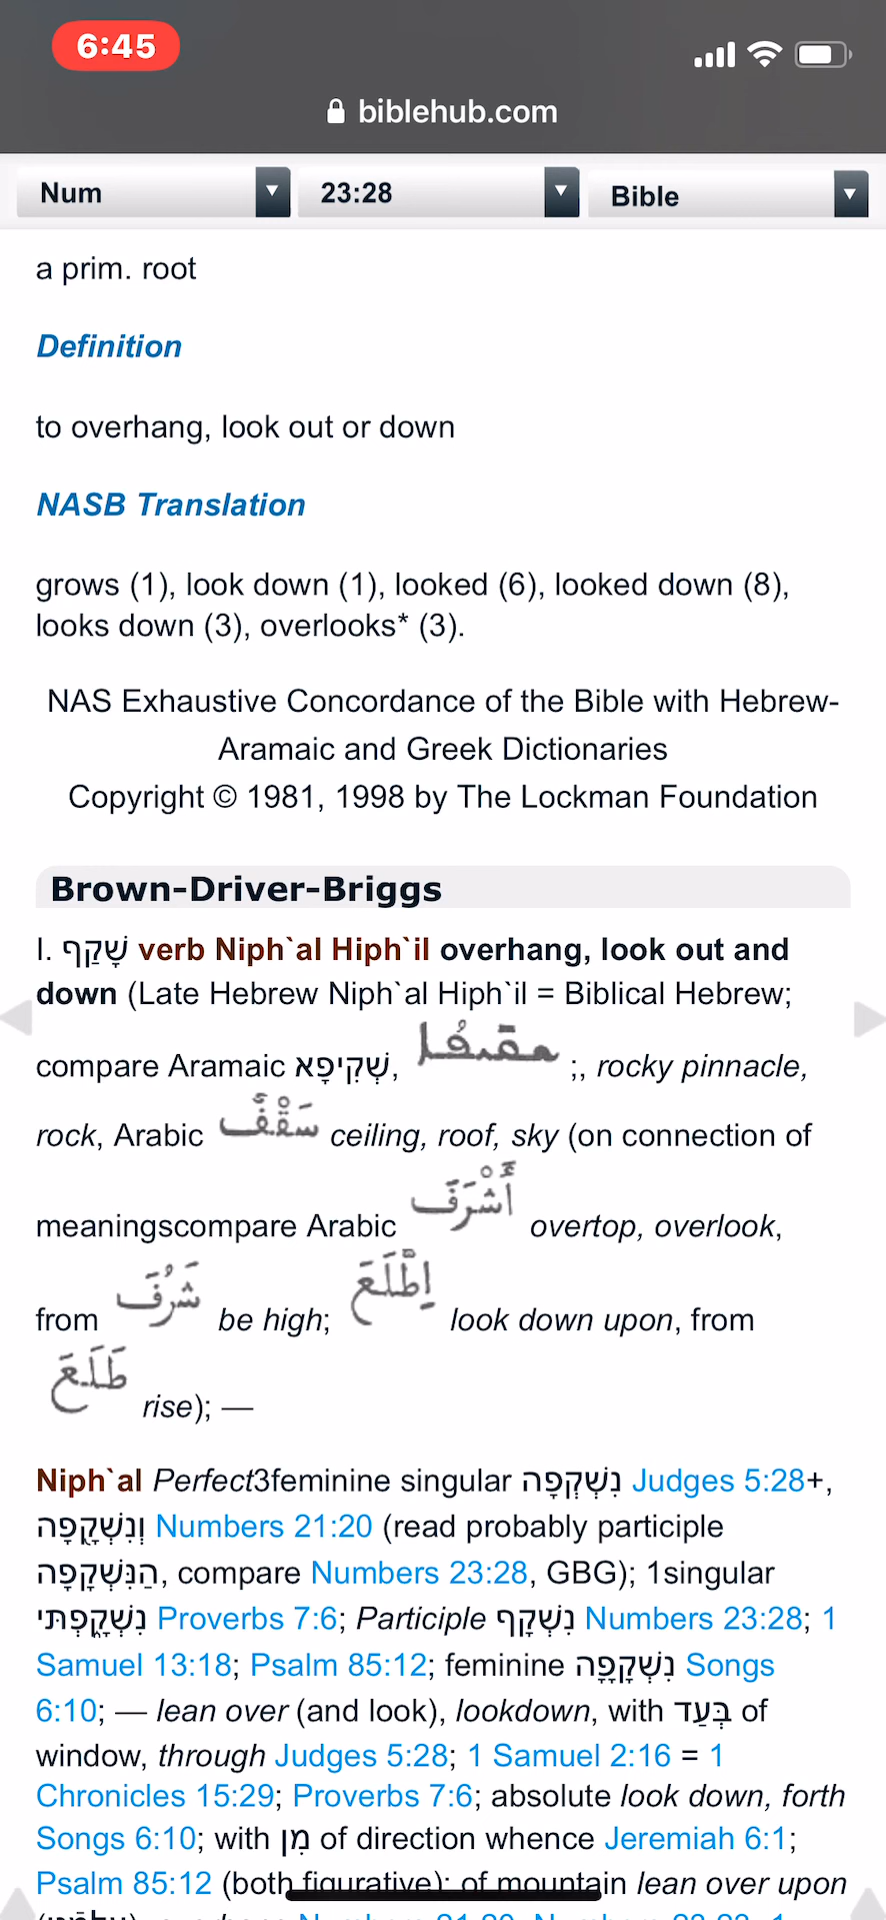 6:45
biblehub.com
Num 23:28 Bible
a prim. root
Definition
to overhang, look out or down
NASB Translation
grows (1), look down (1), looked (6), looked down (8),
looks down (3), overlooks* (3).
NAS Exhaustive Concordance of the Bible with Hebrew-
Aramaic and Greek Dictionaries
Copyright © 1981, 1998 by The Lockman Foundation
Brown-Driver-Briggs
I. שָׁקַף verb Niph`al Hiph`il overhang, look out and
down (Late Hebrew Niph`al Hiph`il = Biblical Hebrew;
compare Aramaic שְׁקִיפָא, ;, rocky pinnacle,
rock, Arabic سَقْفٌ ceiling, roof, sky (on connection of
meaningscompare Arabic أَشْرَفَ overtop, overlook,
from شَرُفَ be high; اِطَّلَعَ look down upon, from
طَلَعَ rise); —
Niph`al Perfect3feminine singular נִשְׁקְפָה Judges 5:28+,
וְנִשְׁקָ֑פָה Numbers 21:20 (read probably participle
הַנִּשְׁקָפָה, compare Numbers 23:28, GBG); 1singular
נִשְׁקָ֑פְתִּי Proverbs 7:6; Participle נִשְׁקָף Numbers 23:28; 1
Samuel 13:18; Psalm 85:12; feminine נִשְׁקָפָה Songs
6:10; — lean over (and look), lookdown, with בְּעַד of
window, through Judges 5:28; 1 Samuel 2:16 = 1
Chronicles 15:29; Proverbs 7:6; absolute look down, forth
Songs 6:10; with מִן of direction whence Jeremiah 6:1;
Psalm 85:12 (both figurative); of mountain lean over upon